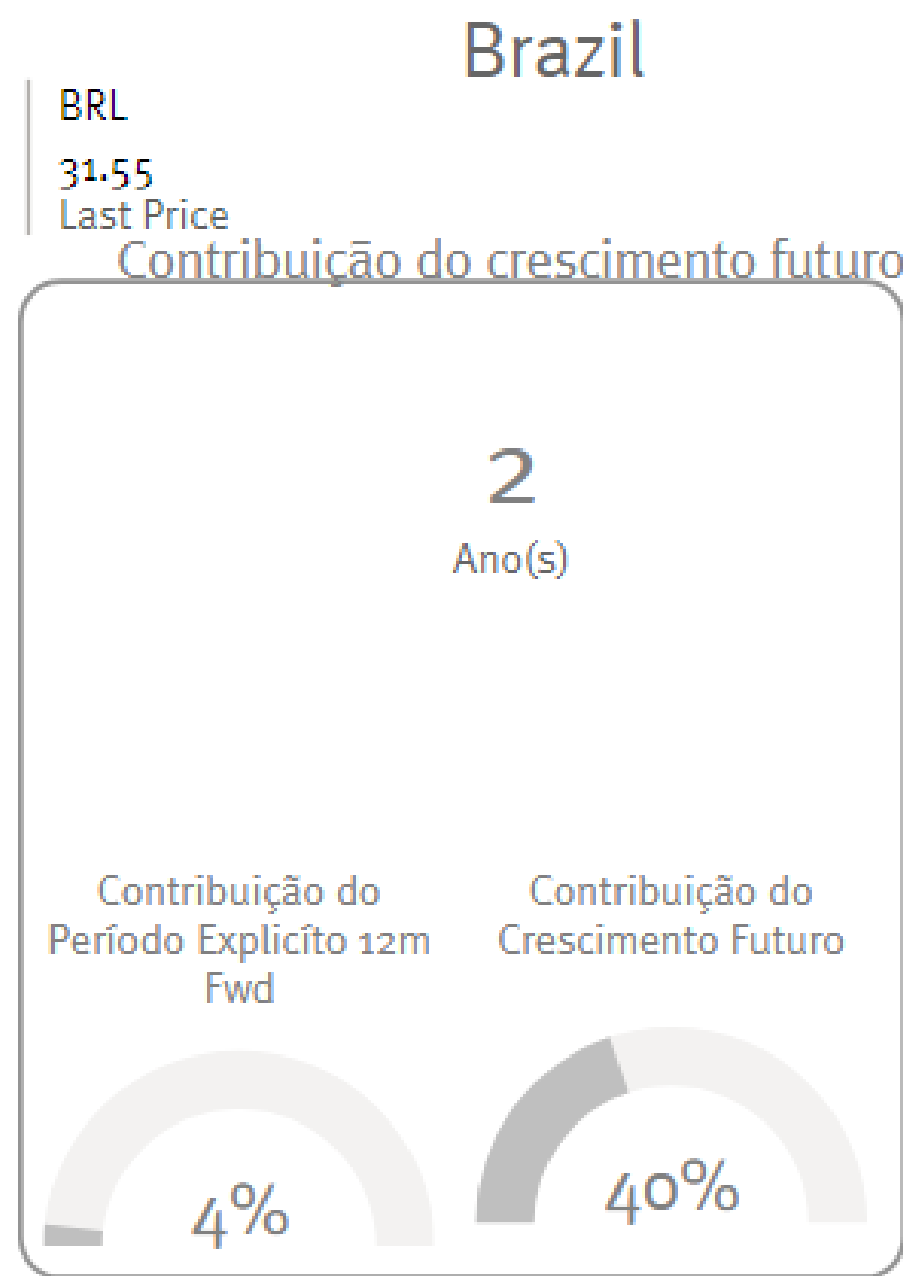 Brazil
BRL
31.55
Last Price
Contribuição do crescimento futuro
2
Ano(s)
Contribuição do
Período Explicíto 12m
Fwd
4%
Contribuição do
Crescimento Futuro
40%